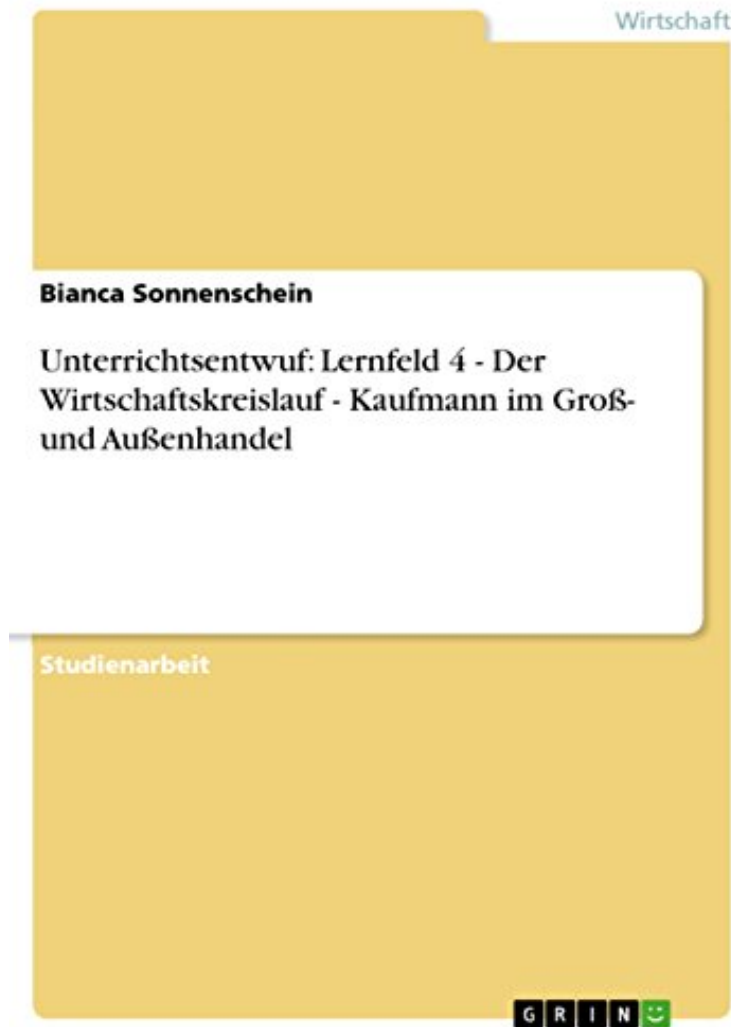 Wirtschaft
Bianca Sonnenschein
Unterrichtsentwuf: Lernfeld 4 - Der
Wirtschaftskreislauf - Kaufmann im Groß-
und Außenhandel
Studienarbeit
GRIN